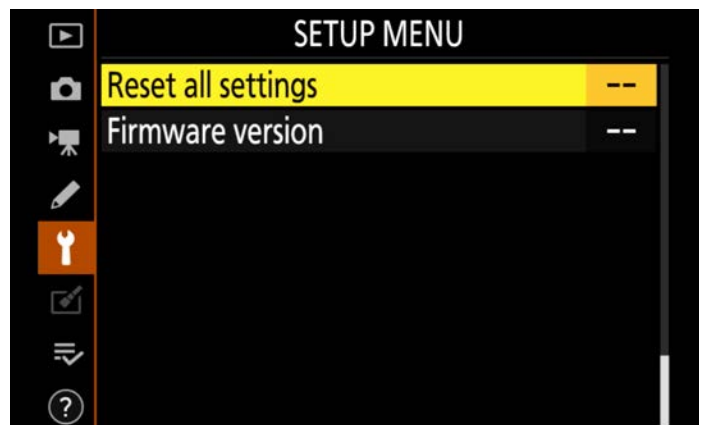 SETUP MENU
Reset all settings --
Firmware version --
?